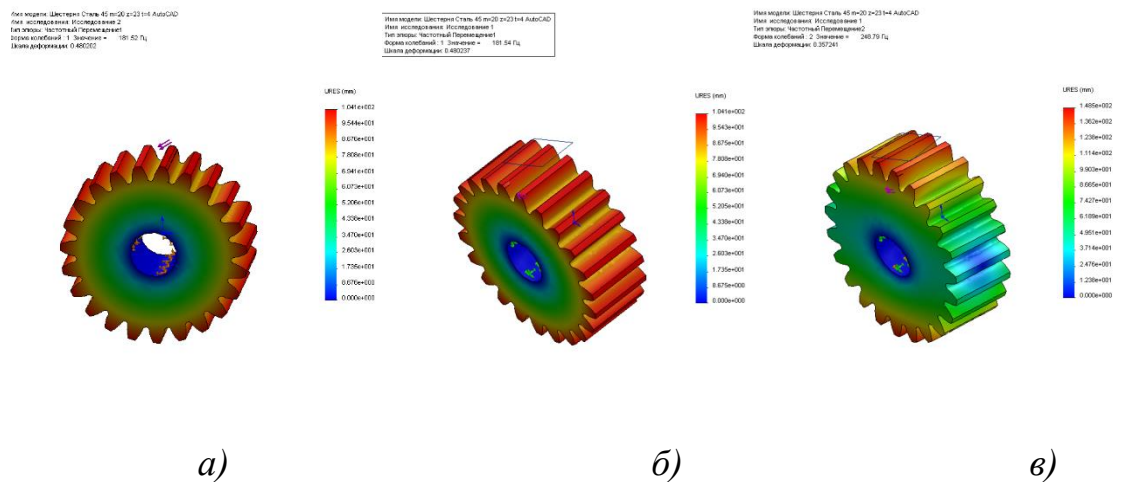 Имя модели: Шестерня Сталь 45 m=20 z=23 t=4 AutoCAD
Имя исследования: Исследование 2
Тип эпюры: Частотный Перемещение1
Форма колебаний : 1 Значение = 181.52 Гц
Шкала деформации: 0.480202
URES (mm)
1.041e+002
9.544e+001
8.676e+001
7.808e+001
6.941e+001
6.073e+001
5.206e+001
4.338e+001
3.470e+001
2.603e+001
1.735e+001
8.676e+000
0.000e+000
а)
Имя модели: Шестерня Сталь 45 m=20 z=23 t=4 AutoCAD
Имя исследования: Исследование 1
Тип эпюры: Частотный Перемещение1
Форма колебаний : 1 Значение = 181.54 Гц
Шкала деформации: 0.480237
URES (mm)
1.041e+002
9.543e+001
8.675e+001
7.808e+001
6.940e+001
6.073e+001
5.205e+001
4.338e+001
3.470e+001
2.603e+001
1.735e+001
8.675e+000
0.000e+000
б)
Имя модели: Шестерня Сталь 45 m=20 z=23 t=4 AutoCAD
Имя исследования: Исследование 1
Тип эпюры: Частотный Перемещение2
Форма колебаний : 2 Значение = 248.79 Гц
Шкала деформации: 0.357241
URES (mm)
1.485e+002
1.362e+002
1.238e+002
1.114e+002
9.903e+001
8.665e+001
7.427e+001
6.189e+001
4.951e+001
3.714e+001
2.476e+001
1.238e+001
0.000e+000
в)